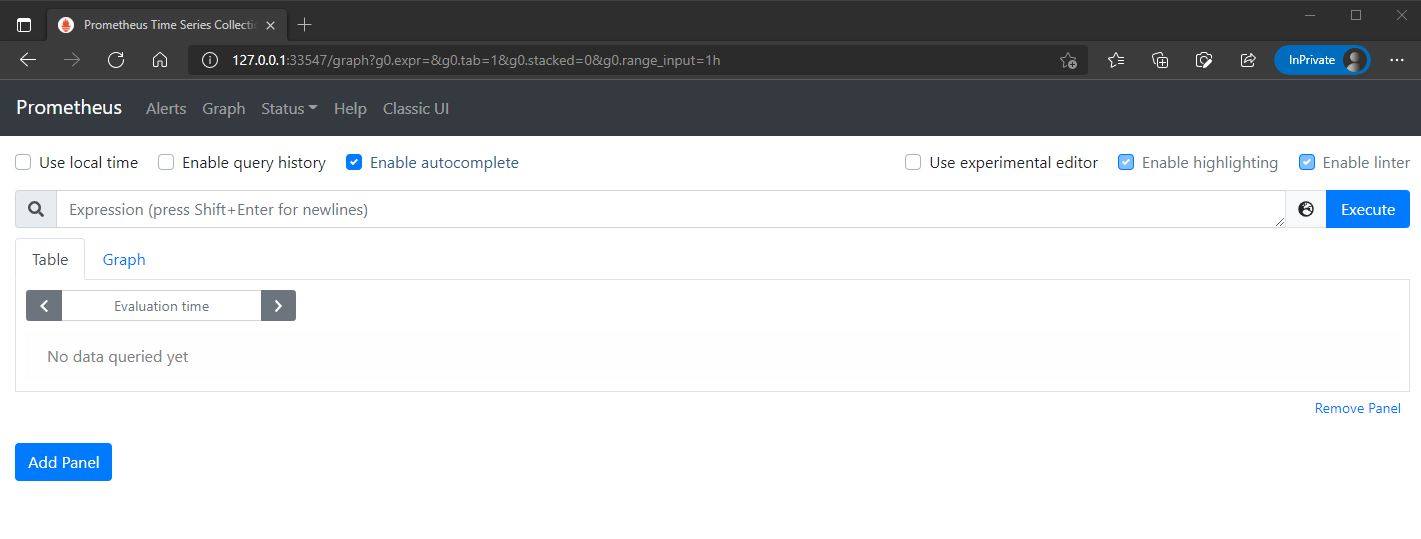 Prometheus Time Series Collecti
127.0.0.1:33547/graph?g0.expr=&g0.tab=1&g0.stacked=0&g0.range_input=1h
InPrivate
Prometheus Alerts Graph Status Help Classic UI
Use local time Enable query history Enable autocomplete Use experimental editor Enable highlighting Enable linter
Expression (press Shift+Enter for newlines) Execute
Table Graph
Evaluation time
No data queried yet
Remove Panel
Add Panel